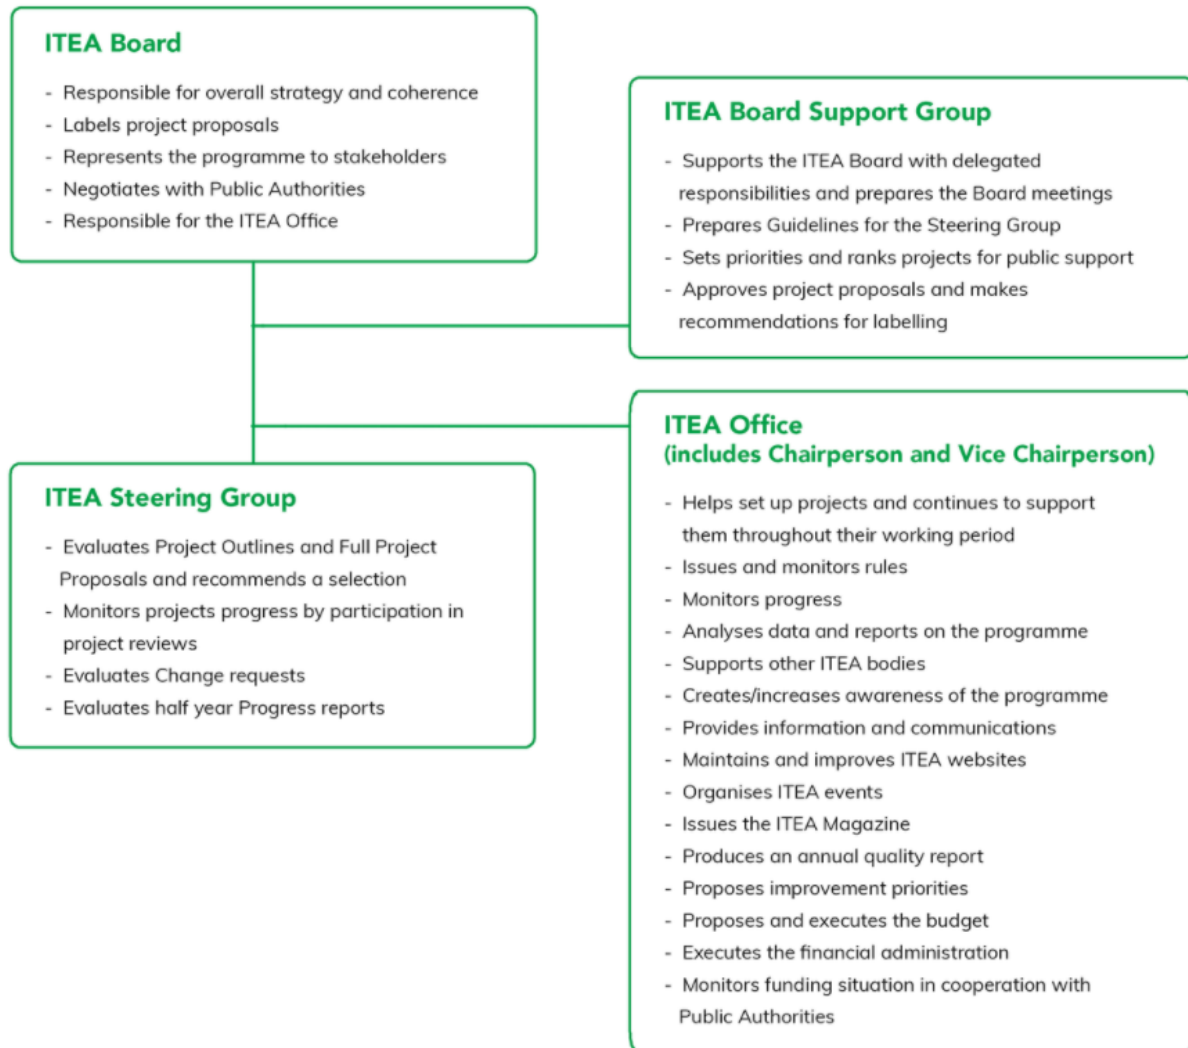 ITEA Board
- Responsible for overall strategy and coherence
- Labels project proposals
- Represents the programme to stakeholders
- Negotiates with Public Authorities
- Responsible for the ITEA Office
ITEA Board Support Group
- Supports the ITEA Board with delegated
responsibilities and prepares the Board meetings
- Prepares Guidelines for the Steering Group
- Sets priorities and ranks projects for public support
- Approves project proposals and makes
recommendations for labelling
ITEA Steering Group
- Evaluates Project Outlines and Full Project
Proposals and recommends a selection
- Monitors projects progress by participation in
project reviews
- Evaluates Change requests
- Evaluates half year Progress reports
ITEA Office
(includes Chairperson and Vice Chairperson)
- Helps set up projects and continues to support
them throughout their working period
- Issues and monitors rules
- Monitors progress
- Analyses data and reports on the programme
- Supports other ITEA bodies
- Creates/increases awareness of the programme
- Provides information and communications
- Maintains and improves ITEA websites
- Organises ITEA events
- Issues the ITEA Magazine
- Produces an annual quality report
- Proposes improvement priorities
- Proposes and executes the budget
- Executes the financial administration
- Monitors funding situation in cooperation with
Public Authorities